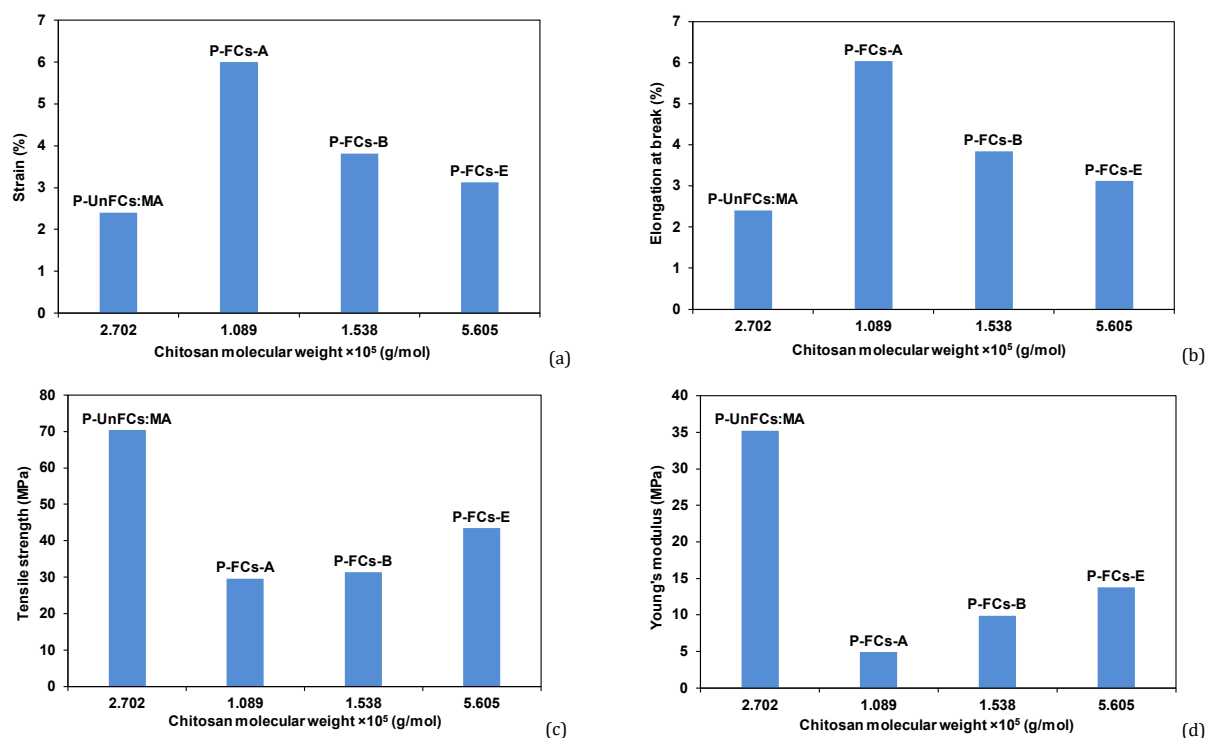 7
6
5
4
3
2
1
0
Strain (%)
P-UnFCs:MA
P-FCs-A
P-FCs-B
P-FCs-E
2.702 1.089 1.538 5.605
Chitosan molecular weight ×10⁵ (g/mol)
(a)
7
6
5
4
3
2
1
0
Elongation at break (%)
P-UnFCs:MA
P-FCs-A
P-FCs-B
P-FCs-E
2.702 1.089 1.538 5.605
Chitosan molecular weight ×10⁵ (g/mol)
(b)
80
70
60
50
40
30
20
10
0
Tensile strength (MPa)
P-UnFCs:MA
P-FCs-A
P-FCs-B
P-FCs-E
2.702 1.089 1.538 5.605
Chitosan molecular weight ×10⁵ (g/mol)
(c)
40
35
30
25
20
15
10
5
0
Young's modulus (MPa)
P-UnFCs:MA
P-FCs-A
P-FCs-B
P-FCs-E
2.702 1.089 1.538 5.605
Chitosan molecular weight ×10⁵ (g/mol)
(d)